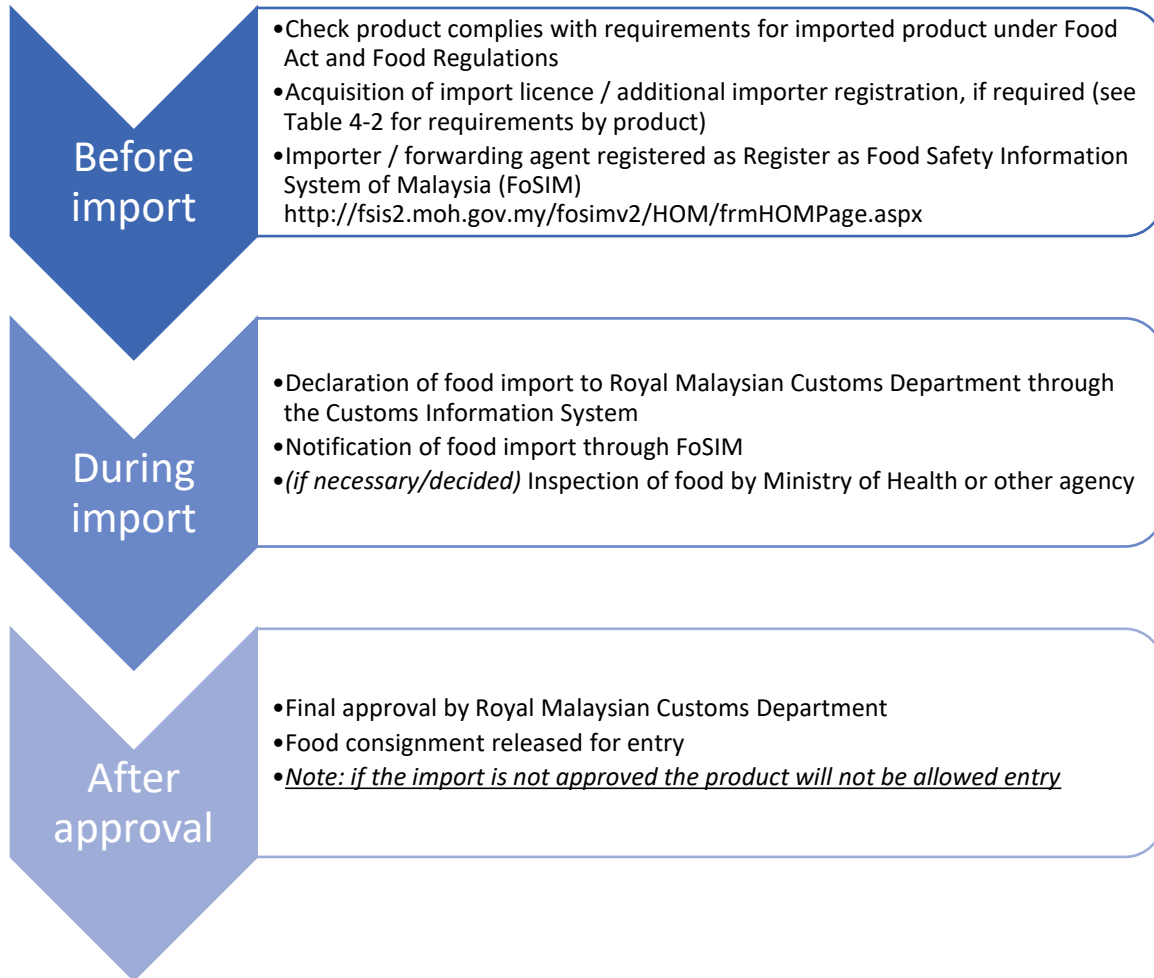 Before
import
•Check product complies with requirements for imported product under Food
Act and Food Regulations
•Acquisition of import licence / additional importer registration, if required (see
Table 4-2 for requirements by product)
•Importer / forwarding agent registered as Register as Food Safety Information
System of Malaysia (FoSIM)
http://fsis2.moh.gov.my/fosimv2/HOM/frmHOMPage.aspx
During
import
•Declaration of food import to Royal Malaysian Customs Department through
the Customs Information System
•Notification of food import through FoSIM
•(if necessary/decided) Inspection of food by Ministry of Health or other agency
After
approval
•Final approval by Royal Malaysian Customs Department
•Food consignment released for entry
•Note: if the import is not approved the product will not be allowed entry